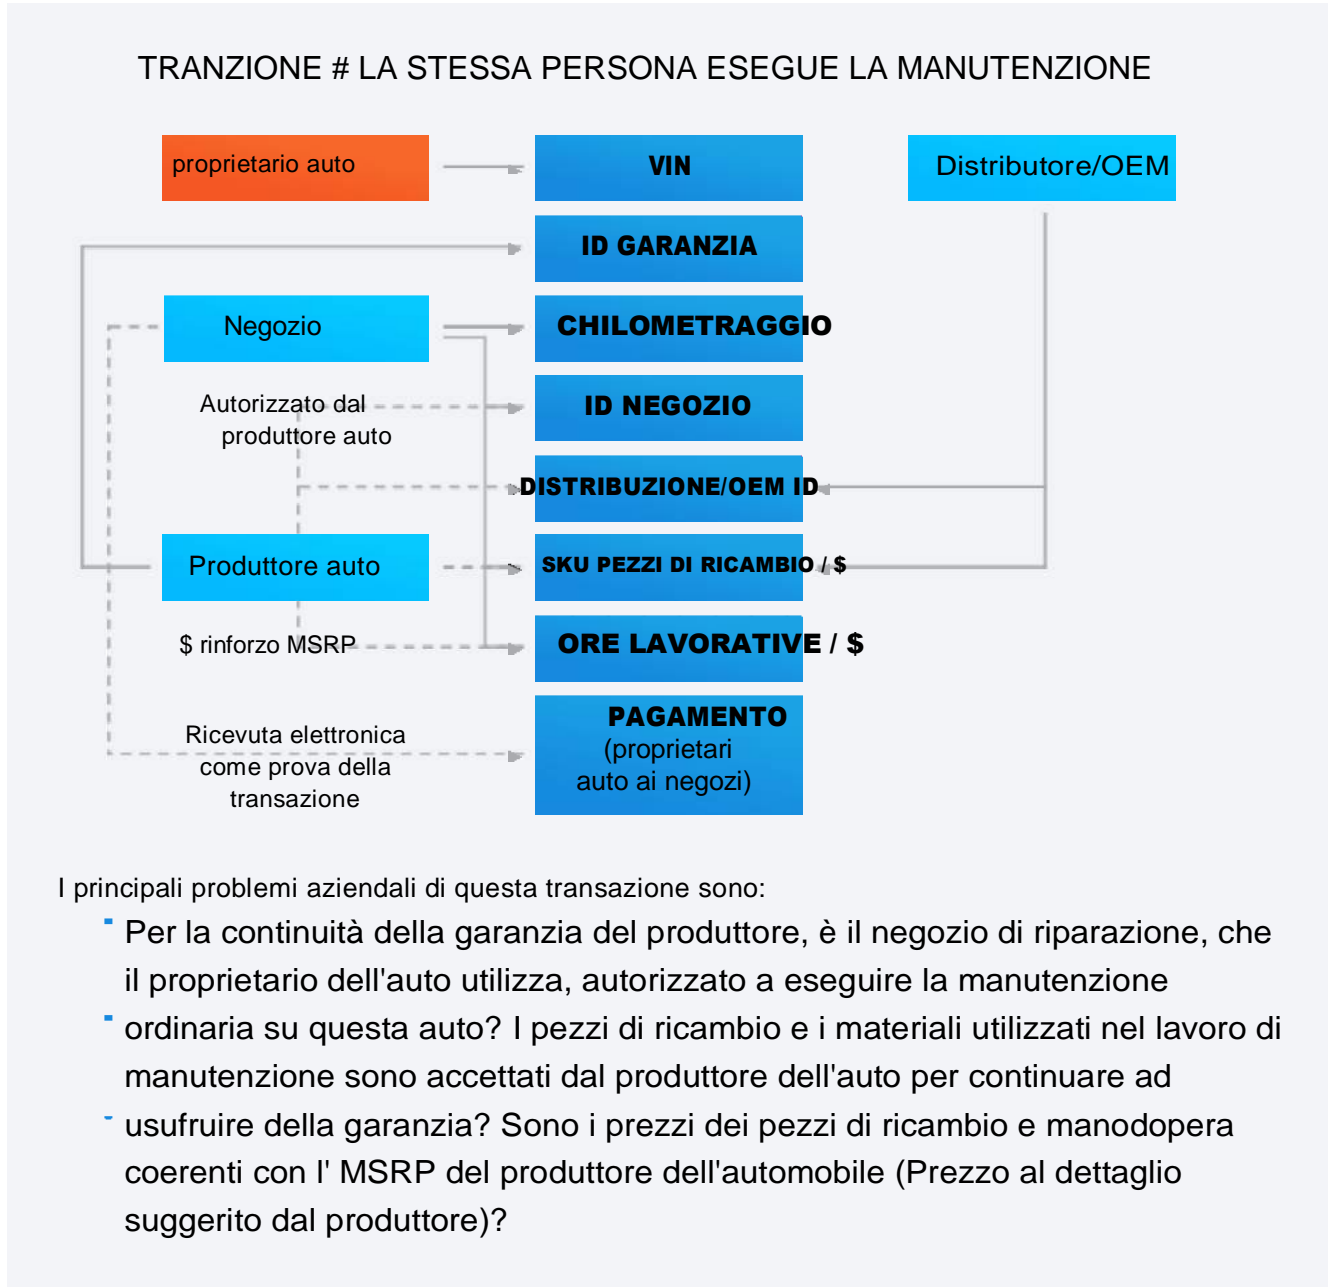 TRANZIONE # LA STESSA PERSONA ESEGUE LA MANUTENZIONE
proprietario auto
VIN
Distributore/OEM
ID GARANZIA
Negozio
CHILOMETRAGGIO
Autorizzato dal
produttore auto
ID NEGOZIO
DISTRIBUZIONE/OEM ID
Produttore auto
SKU PEZZI DI RICAMBIO / $
$ rinforzo MSRP
ORE LAVORATIVE / $
Ricevuta elettronica
come prova della
transazione
PAGAMENTO
(proprietari
auto ai negozi)
I principali problemi aziendali di questa transazione sono:
Per la continuità della garanzia del produttore, è il negozio di riparazione, che
il proprietario dell'auto utilizza, autorizzato a eseguire la manutenzione
ordinaria su questa auto? I pezzi di ricambio e i materiali utilizzati nel lavoro di
manutenzione sono accettati dal produttore dell'auto per continuare ad
usufruire della garanzia? Sono i prezzi dei pezzi di ricambio e manodopera
coerenti con l' MSRP del produttore dell'automobile (Prezzo al dettaglio
suggerito dal produttore)?